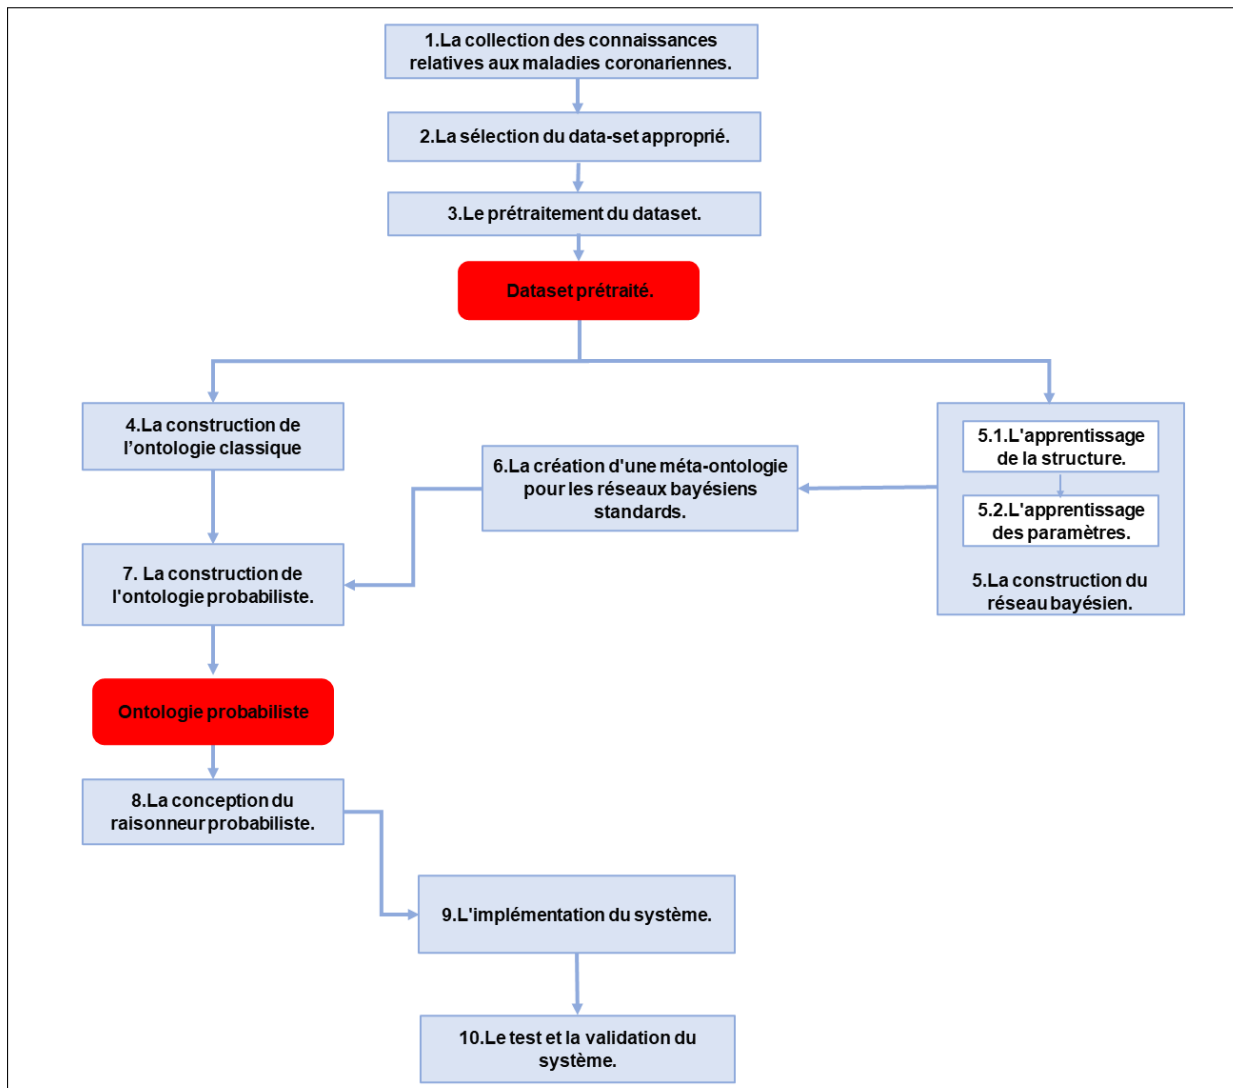 1.La collection des connaissances
relatives aux maladies coronariennes.
2.La sélection du data-set approprié.
3.Le prétraitement du dataset.
Dataset prétraité.
4.La construction de
l’ontologie classique
5.1.L'apprentissage
de la structure.
5.2.L'apprentissage
des paramètres.
5.La construction du
réseau bayésien.
6.La création d'une méta-ontologie
pour les réseaux bayésiens
standards.
7. La construction de
l'ontologie probabiliste.
Ontologie probabiliste
8.La conception du
raisonneur probabiliste.
9.L'implémentation du système.
10.Le test et la validation du
système.